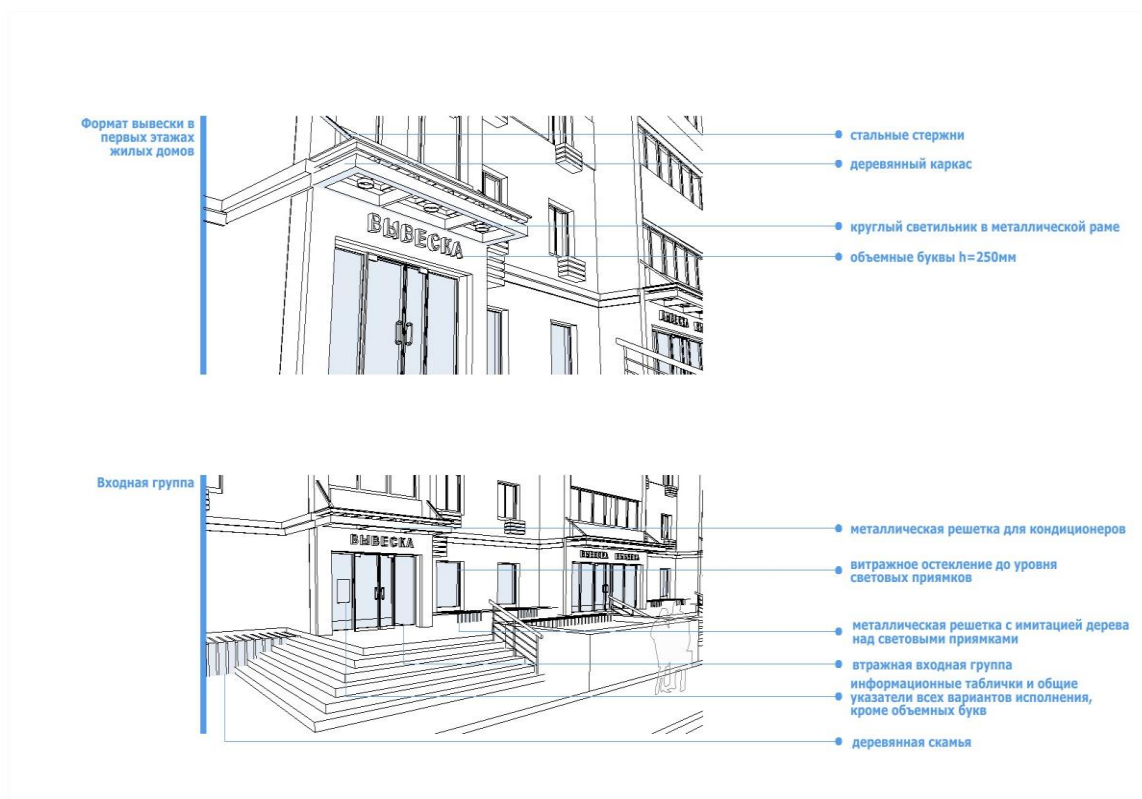 Формат вывески в
первых этажах
жилых домов
стальные стержни
деревянный каркас
круглый светильник в металлической раме
объемные буквы h=250мм
ВЫВЕСКА
ВЫВЕСКА
Входная группа
металлическая решетка для кондиционеров
витражное остекление до уровня
световых приямков
металлическая решетка с имитацией дерева
над световыми приямками
втражная входная группа
информационные таблички и общие
указатели всех вариантов исполнения,
кроме объемных букв
деревянная скамья
ВЫВЕСКА
ВЫВЕСКА